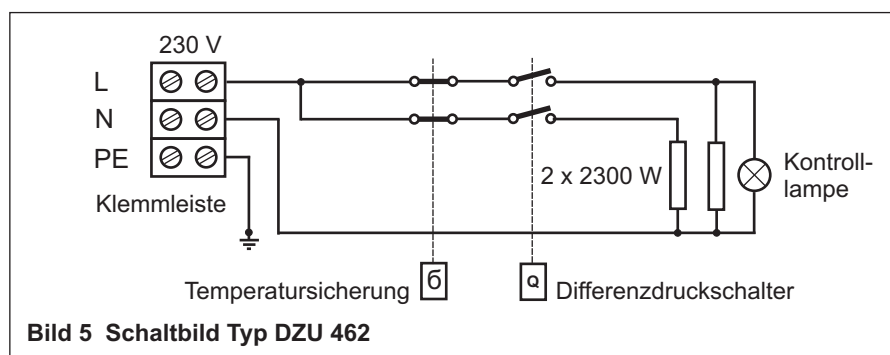 230 V
L
N
PE
Klemmleiste
2 x 2300 W
Kontroll-
lampe
Temperatursicherung б
Q Differenzdruckschalter
Bild 5 Schaltbild Typ DZU 462